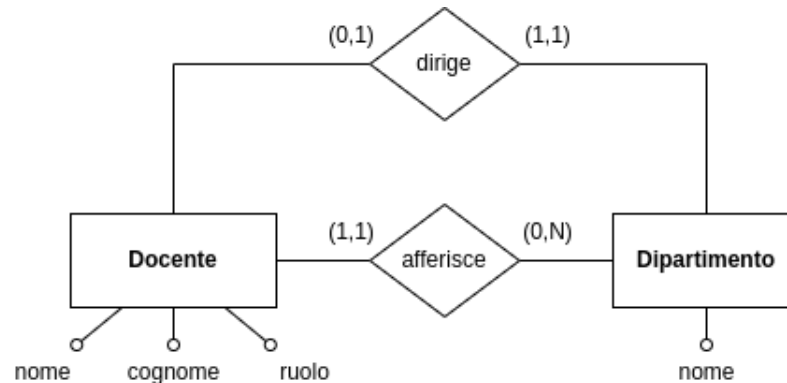 (0,1) dirige (1,1)
(1,1) afferisce (0,N)
Docente Dipartimento
nome cognome ruolo nome